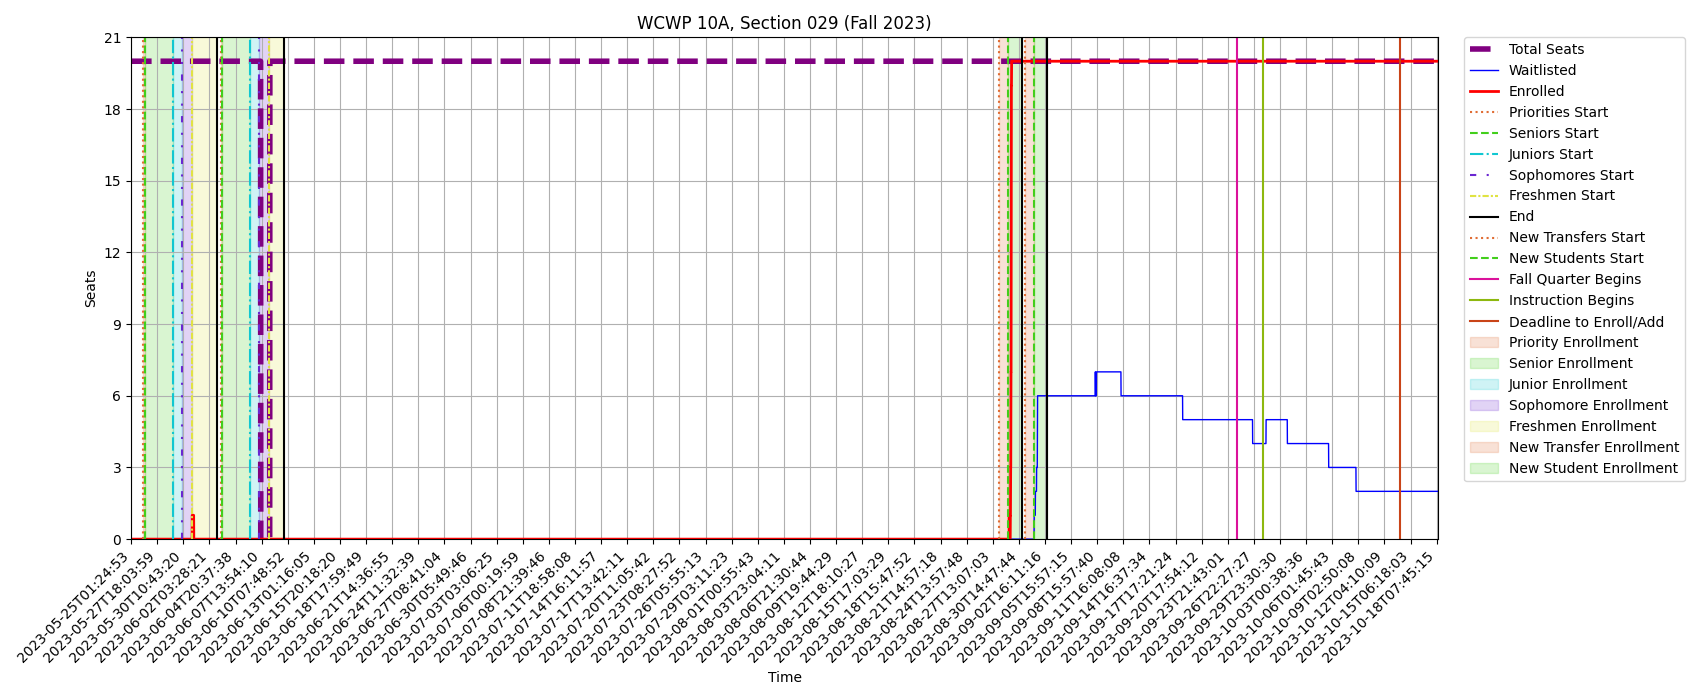 WCWP 10A, Section 029 (Fall 2023)
Seats
21
18
15
12
9
6
3
0
2023-05-25T01:24:53
2023-05-27T18:03:59
2023-05-30T10:43:20
2023-06-02T03:28:21
2023-06-04T20:37:38
2023-06-07T13:54:10
2023-06-10T07:48:52
2023-06-13T01:16:05
2023-06-15T20:18:20
2023-06-18T17:59:49
2023-06-21T14:36:55
2023-06-24T11:32:39
2023-06-27T08:41:04
2023-06-30T05:49:46
2023-07-03T03:06:25
2023-07-06T00:19:59
2023-07-08T21:39:46
2023-07-11T18:58:08
2023-07-14T16:11:57
2023-07-17T13:42:11
2023-07-20T11:05:42
2023-07-23T08:27:52
2023-07-26T05:55:13
2023-07-29T03:11:23
2023-08-01T00:55:43
2023-08-03T23:04:11
2023-08-06T21:30:44
2023-08-09T19:44:29
2023-08-12T18:10:27
2023-08-15T17:03:29
2023-08-18T15:47:52
2023-08-21T14:57:18
2023-08-24T13:57:48
2023-08-27T13:07:03
2023-08-30T14:47:44
2023-09-02T16:11:16
2023-09-05T15:57:15
2023-09-08T15:57:40
2023-09-11T16:08:08
2023-09-14T16:37:34
2023-09-17T17:21:24
2023-09-20T17:54:12
2023-09-23T21:43:01
2023-09-26T22:27:27
2023-09-29T23:30:30
2023-10-03T00:38:36
2023-10-06T01:45:43
2023-10-09T02:50:08
2023-10-12T04:10:09
2023-10-15T06:18:03
2023-10-18T07:45:15
Time
Total Seats
Waitlisted
Enrolled
Priorities Start
Seniors Start
Juniors Start
Sophomores Start
Freshmen Start
End
New Transfers Start
New Students Start
Fall Quarter Begins
Instruction Begins
Deadline to Enroll/Add
Priority Enrollment
Senior Enrollment
Junior Enrollment
Sophomore Enrollment
Freshmen Enrollment
New Transfer Enrollment
New Student Enrollment